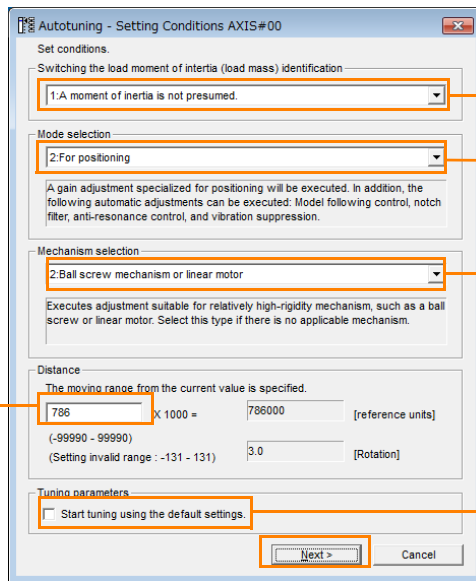 Autotuning - Setting Conditions AXIS#00
Set conditions.
Switching the load moment of intertia (load mass) identification
1:A moment of inertia is not presumed.
Mode selection
2:For positioning
A gain adjustment specialized for positioning will be executed. In addition, the
following automatic adjustments can be executed: Model following control, notch
filter, anti-resonance control, and vibration suppression.
Mechanism selection
2:Ball screw mechanism or linear motor
Executes adjustment suitable for relatively high-rigidity mechanism, such as a ball
screw or linear motor. Select this type if there is no applicable mechanism.
Distance
The moving range from the current value is specified.
786 X 1000 = 786000 [reference units]
(-99990 - 99990)
(Setting invalid range : -131 - 131) 3.0 [Rotation]
Tuning parameters
Start tuning using the default settings.
Next > Cancel